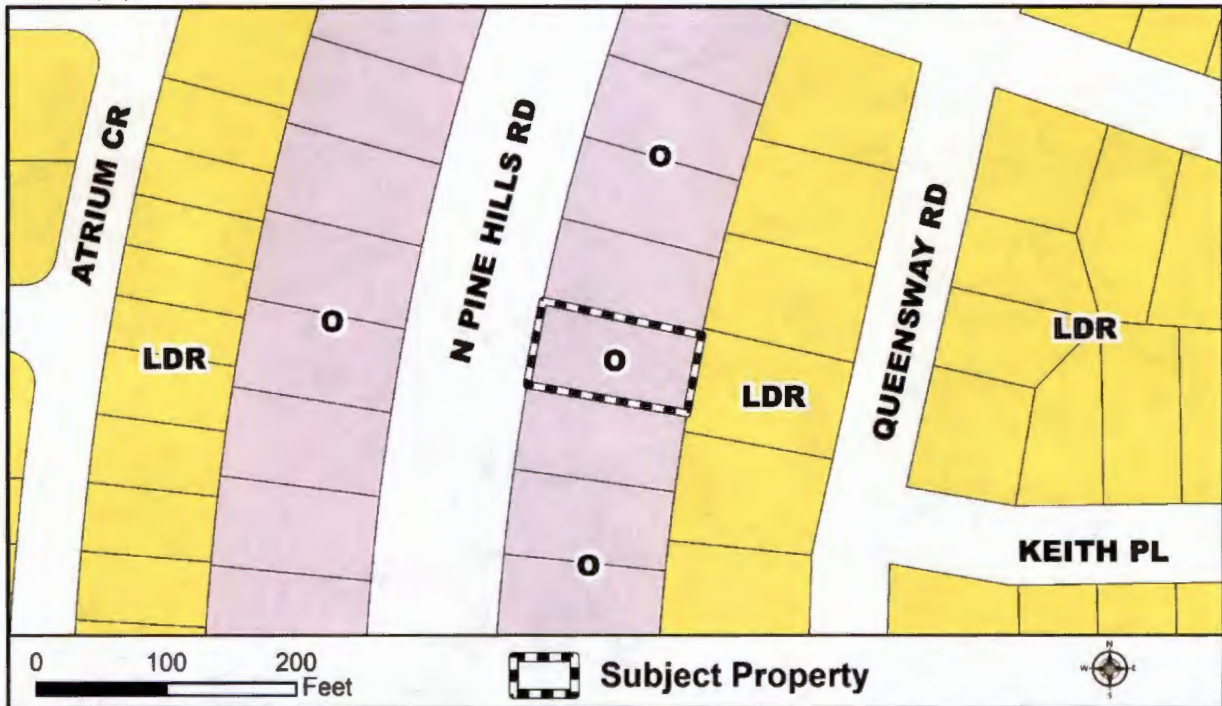 ATRIUM CR
N PINE HILLS RD
QUEENSWAY RD
O
O
O
O
LDR
LDR
LDR
KEITH PL
0 100 200
Feet
Subject Property
N
W E
S